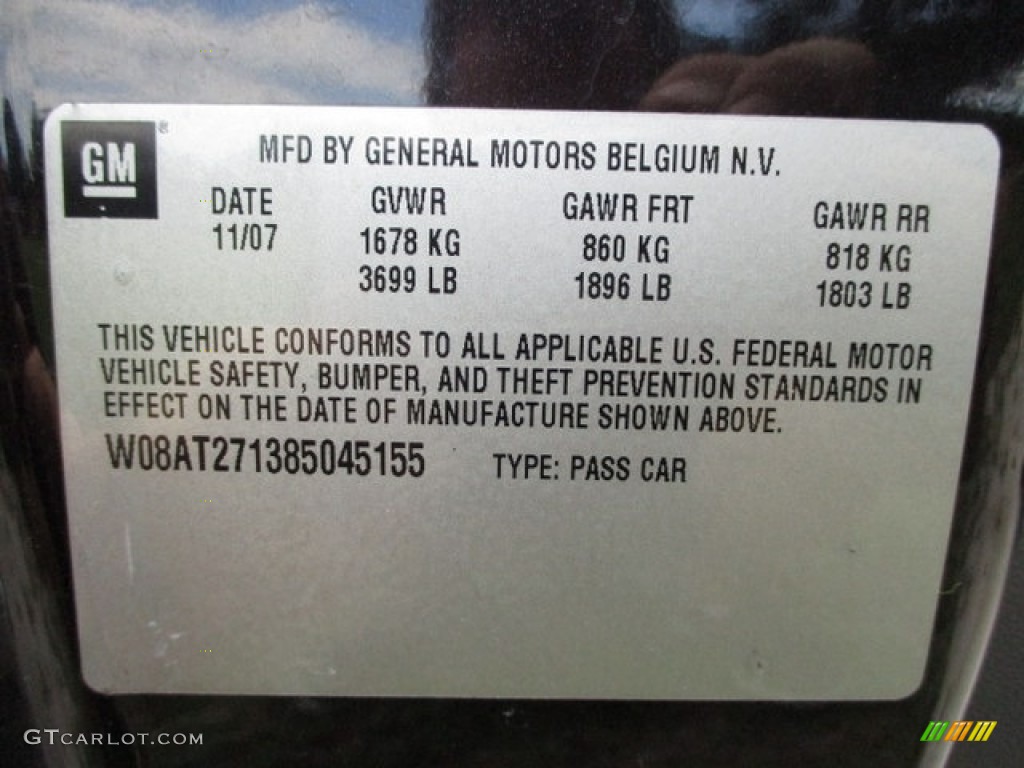 GM®
MFD BY GENERAL MOTORS BELGIUM N.V.
DATE GVWR GAWR FRT GAWR RR
11/07 1678 KG 860 KG 818 KG
3699 LB 1896 LB 1803 LB
THIS VEHICLE CONFORMS TO ALL APPLICABLE U.S. FEDERAL MOTOR
VEHICLE SAFETY, BUMPER, AND THEFT PREVENTION STANDARDS IN
EFFECT ON THE DATE OF MANUFACTURE SHOWN ABOVE.
W08AT271385045155 TYPE: PASS CAR
GTCARLOT.COM